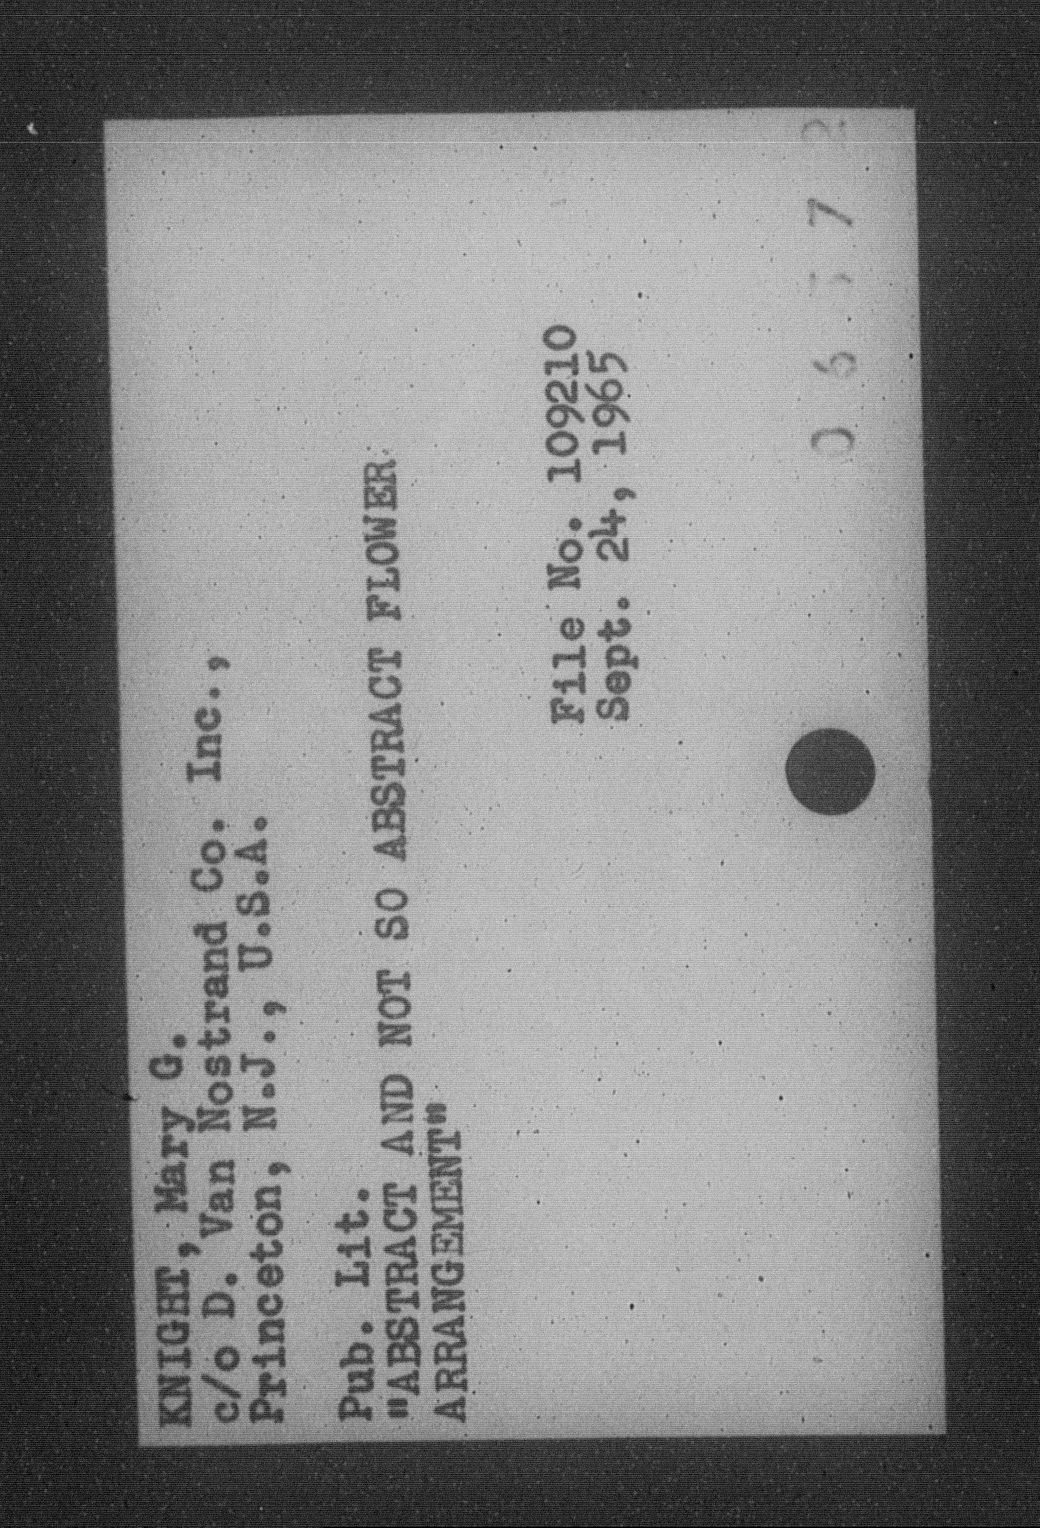 KNIGHT, Mary G.
c/o D. Van Nostrand Co. Inc.,
Princeton, N.J., U.S.A.
Pub. Lit.
"ABSTRACT AND NOT SO ABSTRACT FLOWER
ARRANGEMENT"
File No. 109210
Sept. 24, 1965